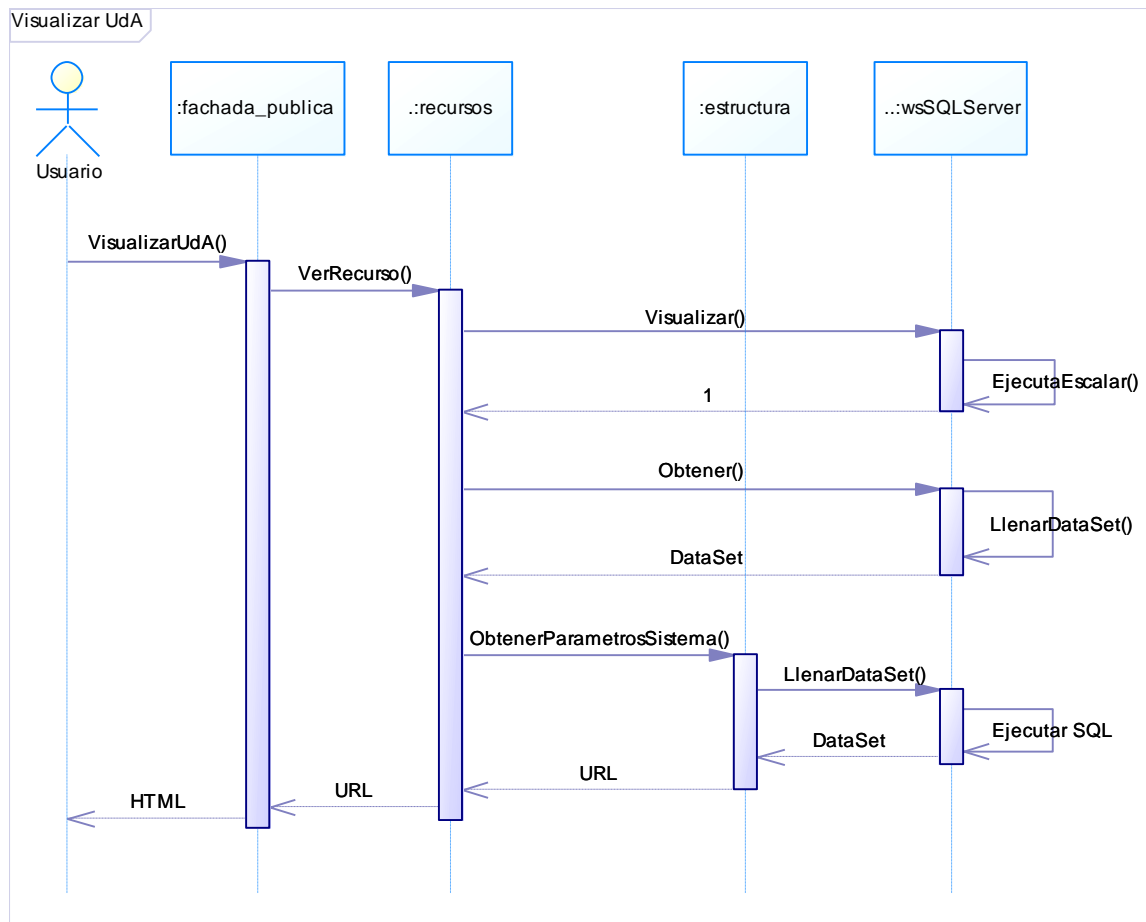 Visualizar UdA
:fachada_publica
.:recursos
:estructura
..:wsSQLServer
Usuario
VisualizarUdA()
VerRecurso()
Visualizar()
EjecutaEscalar()
1
Obtener()
LlenarDataSet()
DataSet
ObtenerParametrosSistema()
LlenarDataSet()
Ejecutar SQL
DataSet
URL
URL
HTML